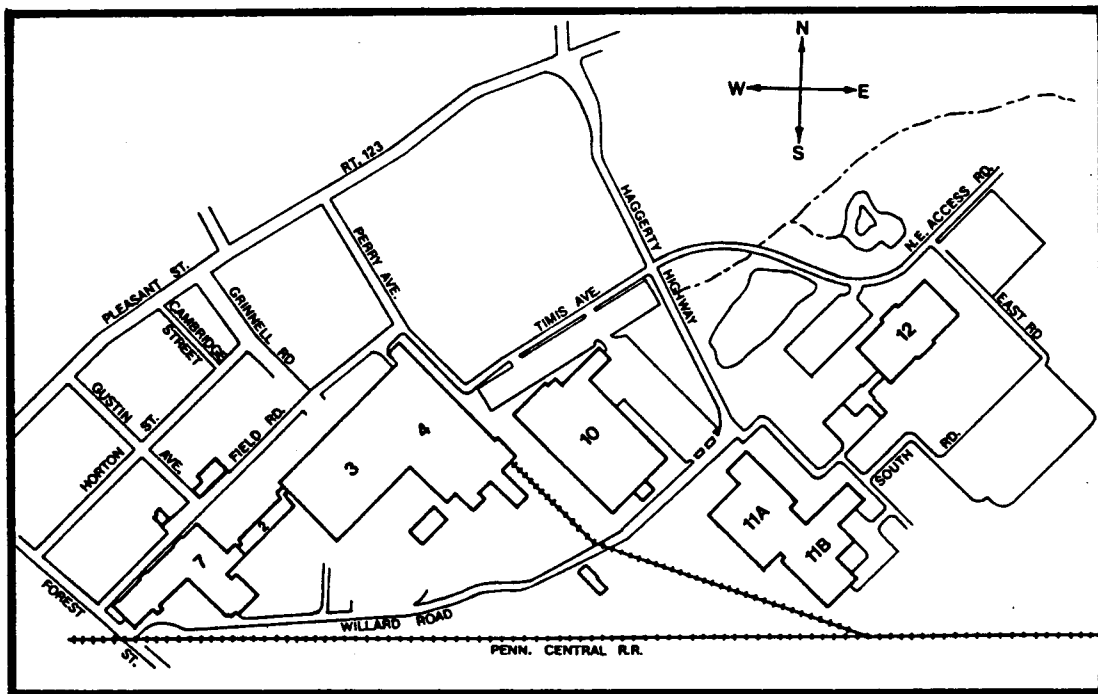 N
W E
S
RT. 123
PLEASANT ST.
HAGGERTY
HIGHWAY
N.E. ACCESS RD.
PERRY AVE.
GRINNELL RD
CAMBRIDGE
STREET
TIMIS AVE.
EAST RD
GUSTIN
ST.
HORTON
AVE.
FIELD RD.
SOUTH RD.
12
4
10
3
2
7
11A
11B
FOREST
ST.
WILLARD ROAD
PENN. CENTRAL R.R.